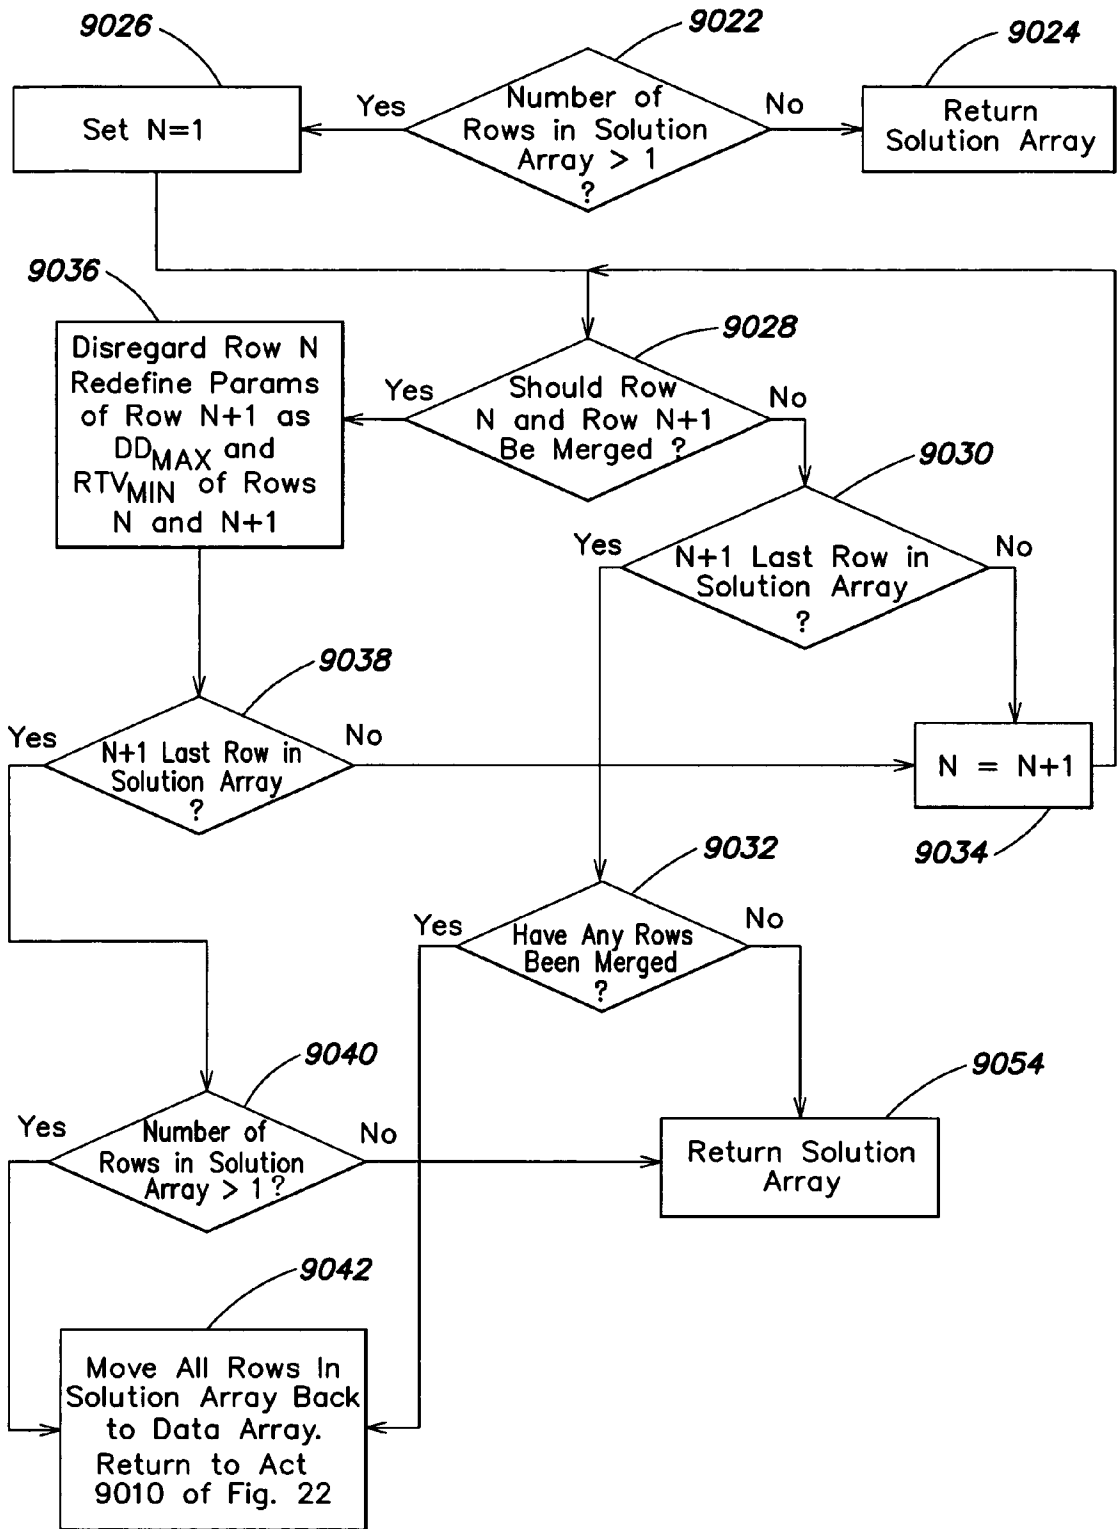 9026
9022
9024
Set N=1
Yes
Number of
Rows in Solution
Array > 1
?
No
Return
Solution Array
9036
9028
Disregard Row N
Redefine Params
of Row N+1 as
DDMAX and
RTVMIN of Rows
N and N+1
Yes
Should Row
N and Row N+1
Be Merged ?
No
9030
Yes
N+1 Last Row in
Solution Array
?
No
9038
Yes
N+1 Last Row in
Solution Array
?
No
N = N+1
9034
9032
Yes
Have Any Rows
Been Merged
?
No
9040
9054
Yes
Number of
Rows in Solution
Array > 1?
No
Return Solution
Array
9042
Move All Rows In
Solution Array Back
to Data Array.
Return to Act
9010 of Fig. 22